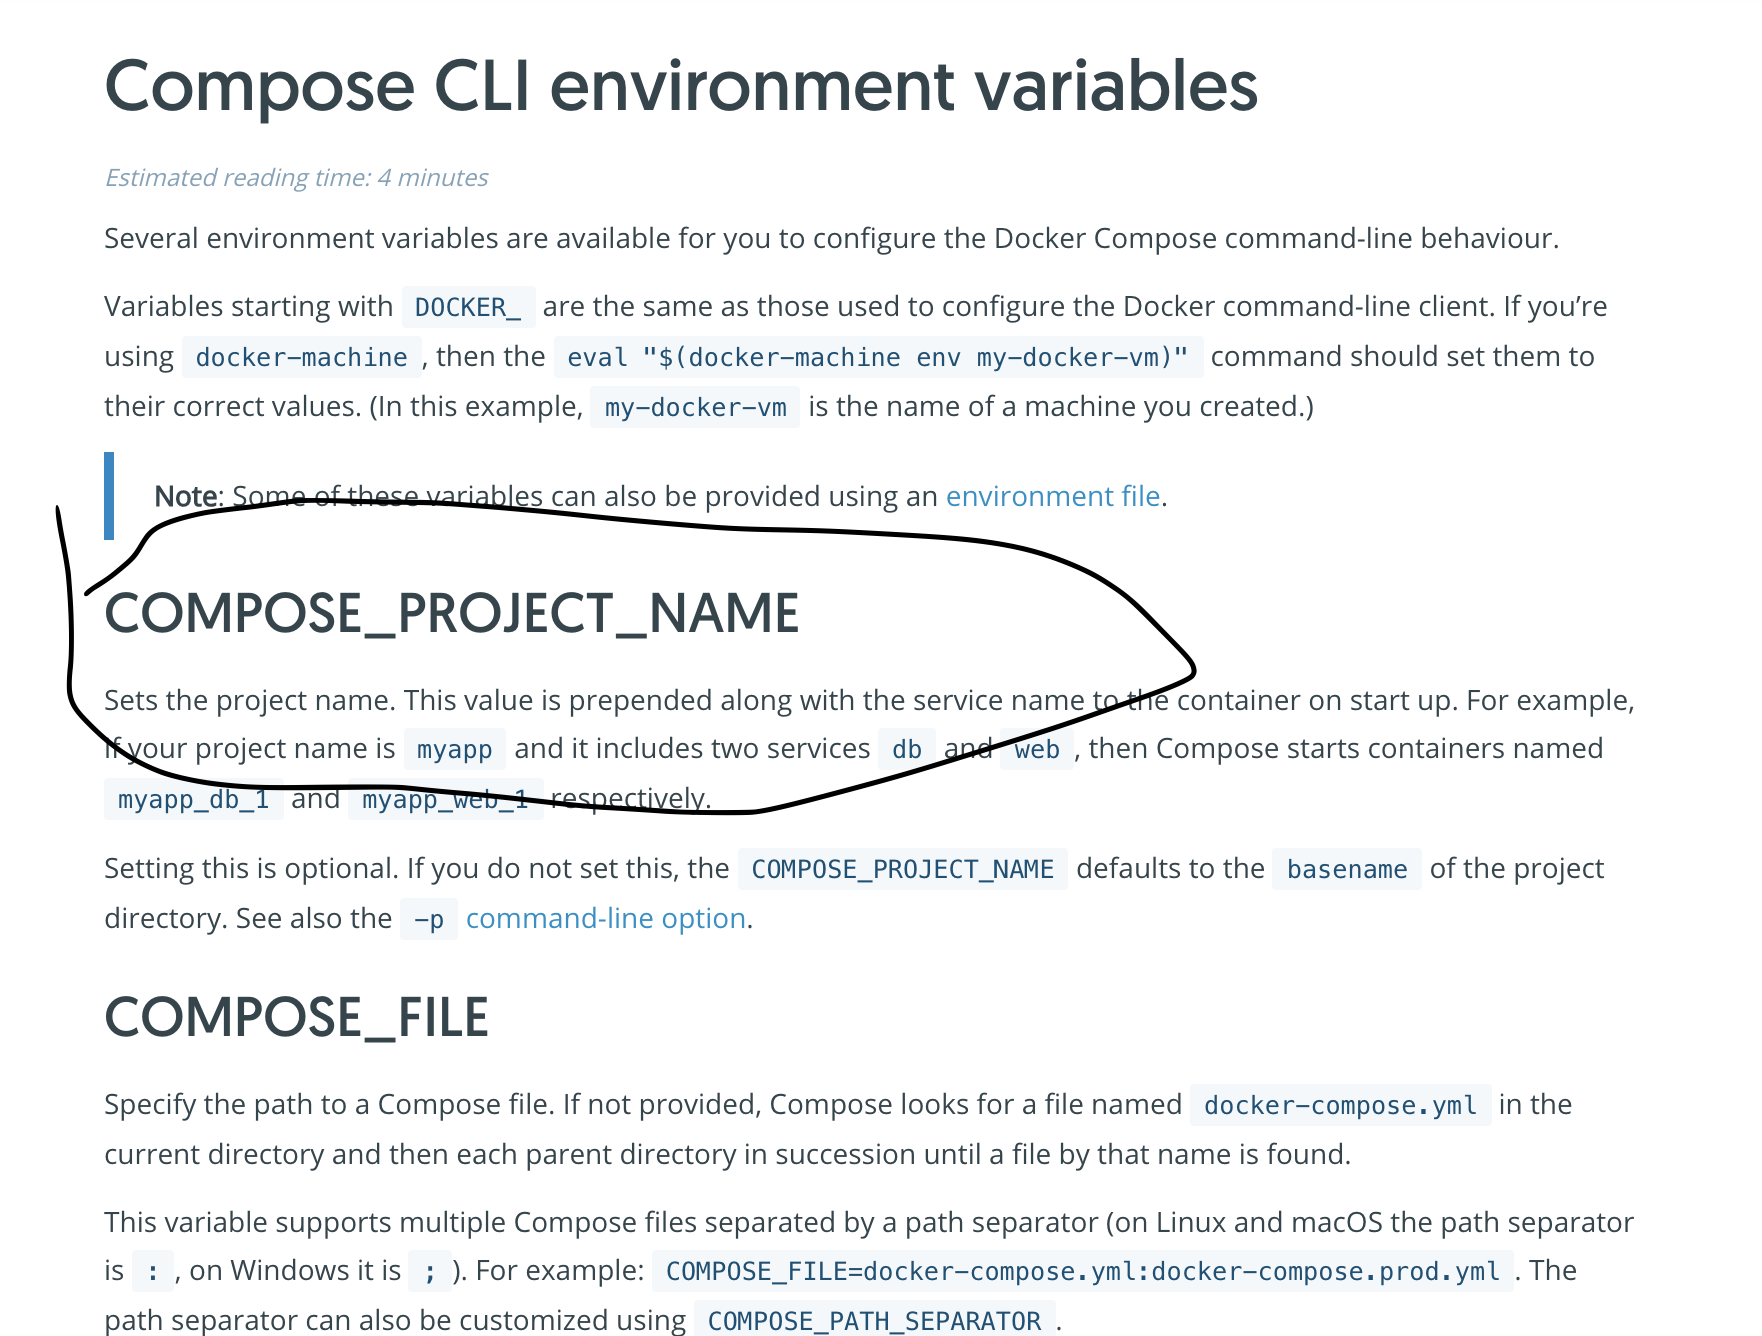 Compose CLI environment variables
Estimated reading time: 4 minutes
Several environment variables are available for you to configure the Docker Compose command-line behaviour.
Variables starting with DOCKER_ are the same as those used to configure the Docker command-line client. If you’re
using docker-machine , then the eval "$(docker-machine env my-docker-vm)" command should set them to
their correct values. (In this example, my-docker-vm is the name of a machine you created.)
Note: Some of these variables can also be provided using an environment file.
COMPOSE_PROJECT_NAME
Sets the project name. This value is prepended along with the service name to the container on start up. For example,
if your project name is myapp and it includes two services db and web , then Compose starts containers named
myapp_db_1 and myapp_web_1 respectively.
Setting this is optional. If you do not set this, the COMPOSE_PROJECT_NAME defaults to the basename of the project
directory. See also the -p command-line option.
COMPOSE_FILE
Specify the path to a Compose file. If not provided, Compose looks for a file named docker-compose.yml in the
current directory and then each parent directory in succession until a file by that name is found.
This variable supports multiple Compose files separated by a path separator (on Linux and macOS the path separator
is : , on Windows it is ; ). For example: COMPOSE_FILE=docker-compose.yml:docker-compose.prod.yml . The
path separator can also be customized using COMPOSE_PATH_SEPARATOR .